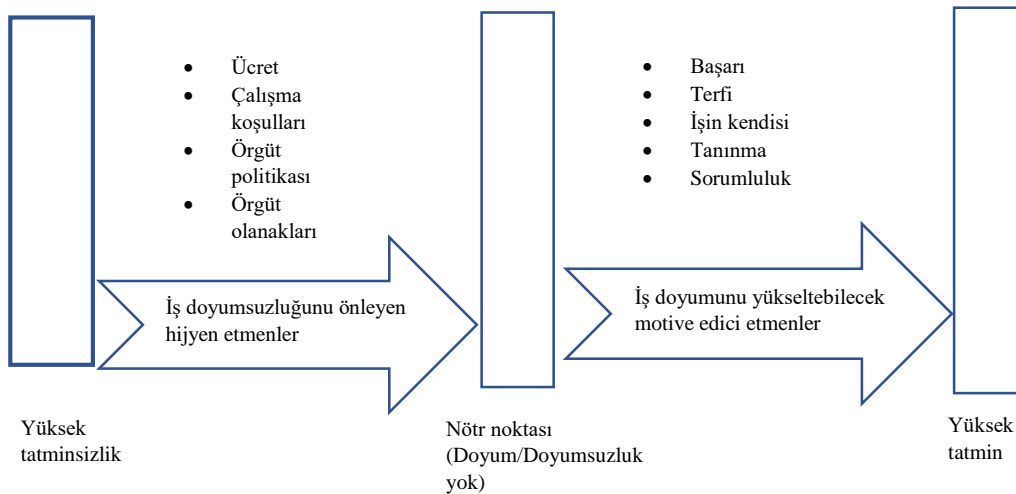 • Ücret
• Çalışma
koşulları
• Örgüt
politikası
• Örgüt
olanakları
• Başarı
• Terfi
• İşin kendisi
• Tanınma
• Sorumluluk
İş doyumsuzluğunu önleyen
hijyen etmenler
İş doyumunu yükseltebilecek
motive edici etmenler
Yüksek
tatminsizlik
Nötr noktası
(Doyum/Doyumsuzluk
yok)
Yüksek
tatmin